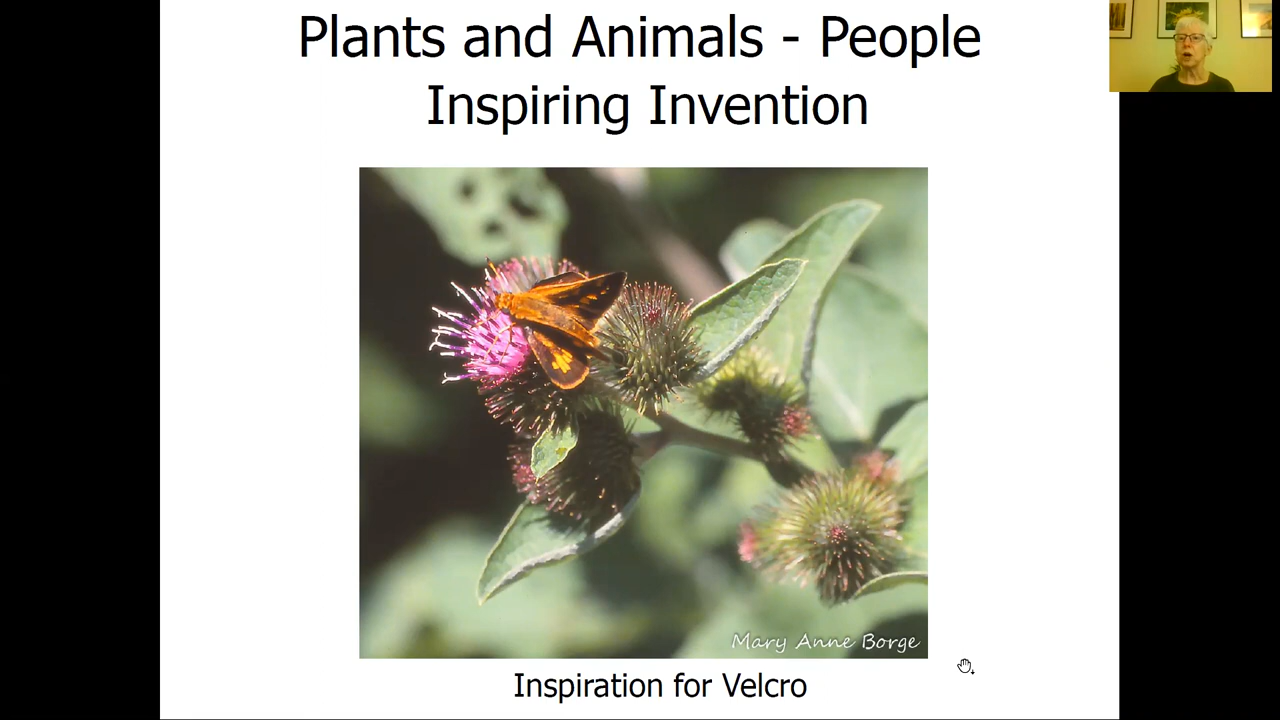 Plants and Animals - People
Inspiring Invention
Mary Anne Borge
Inspiration for Velcro